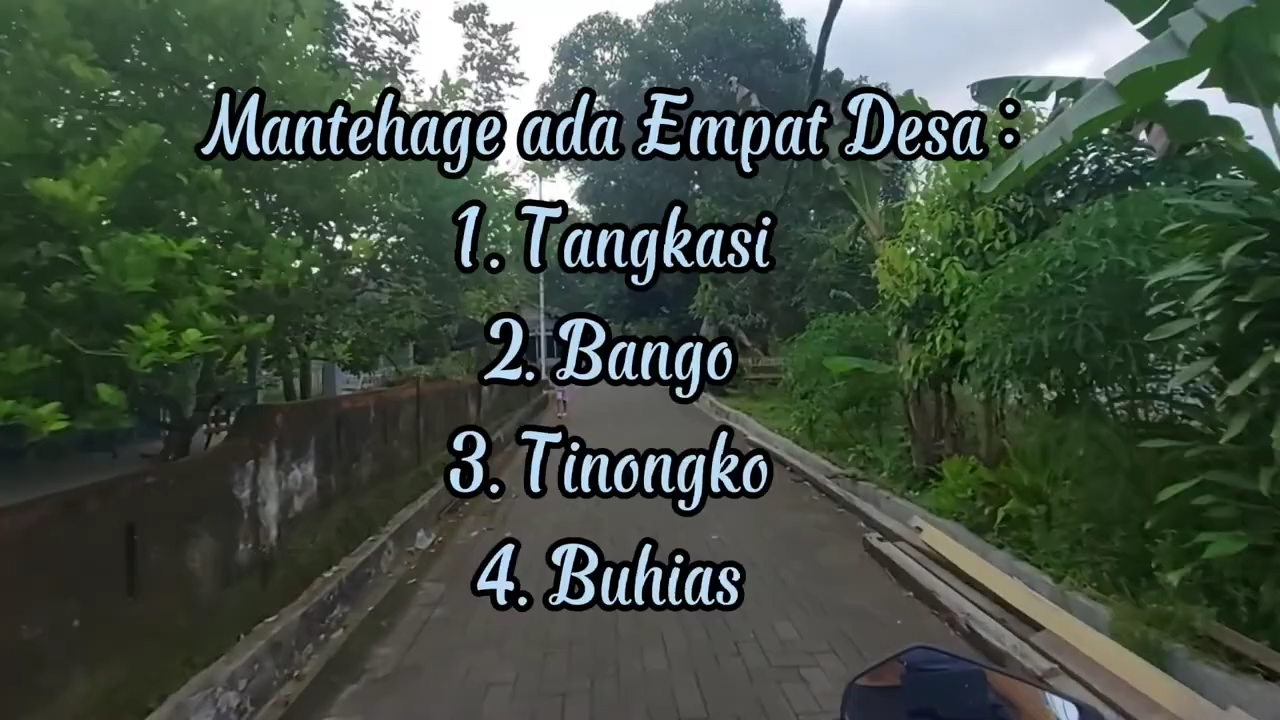 Mantehage ada Empat Desa :
1. Tangkasi
2. Bango
3. Tinongko
4. Buhias